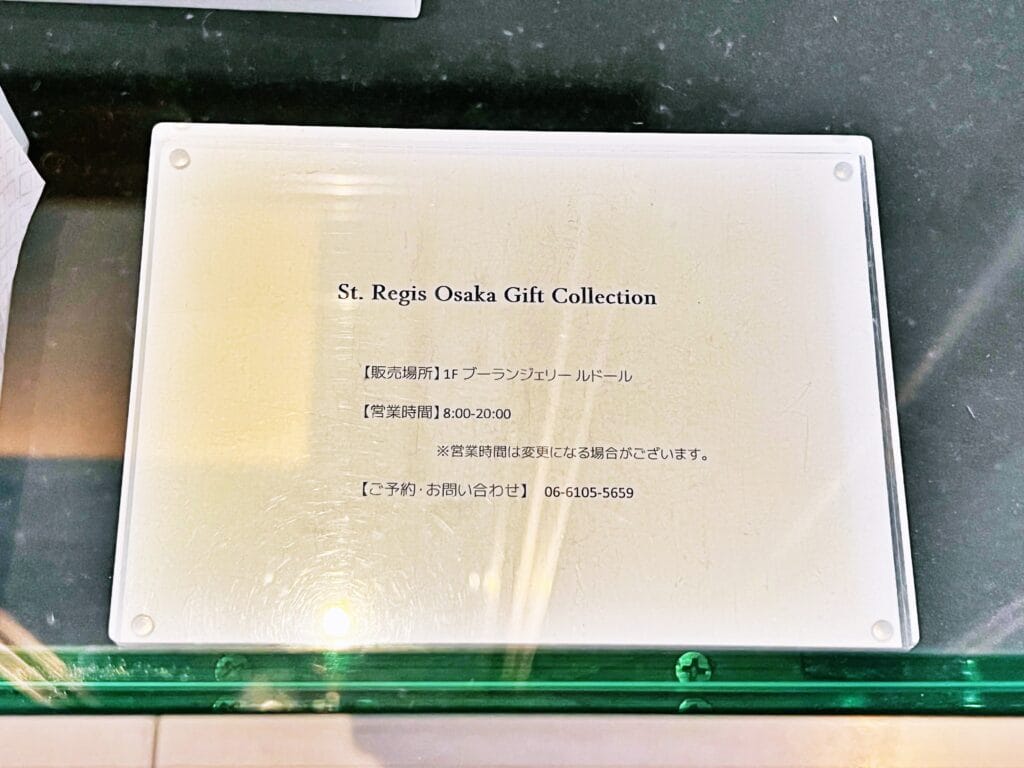 St. Regis Osaka Gift Collection
【販売場所】1F ブーランジェリー ルドール
【営業時間】8:00-20:00
※営業時間は変更になる場合がございます。
【ご予約・お問い合わせ】 06-6105-5659